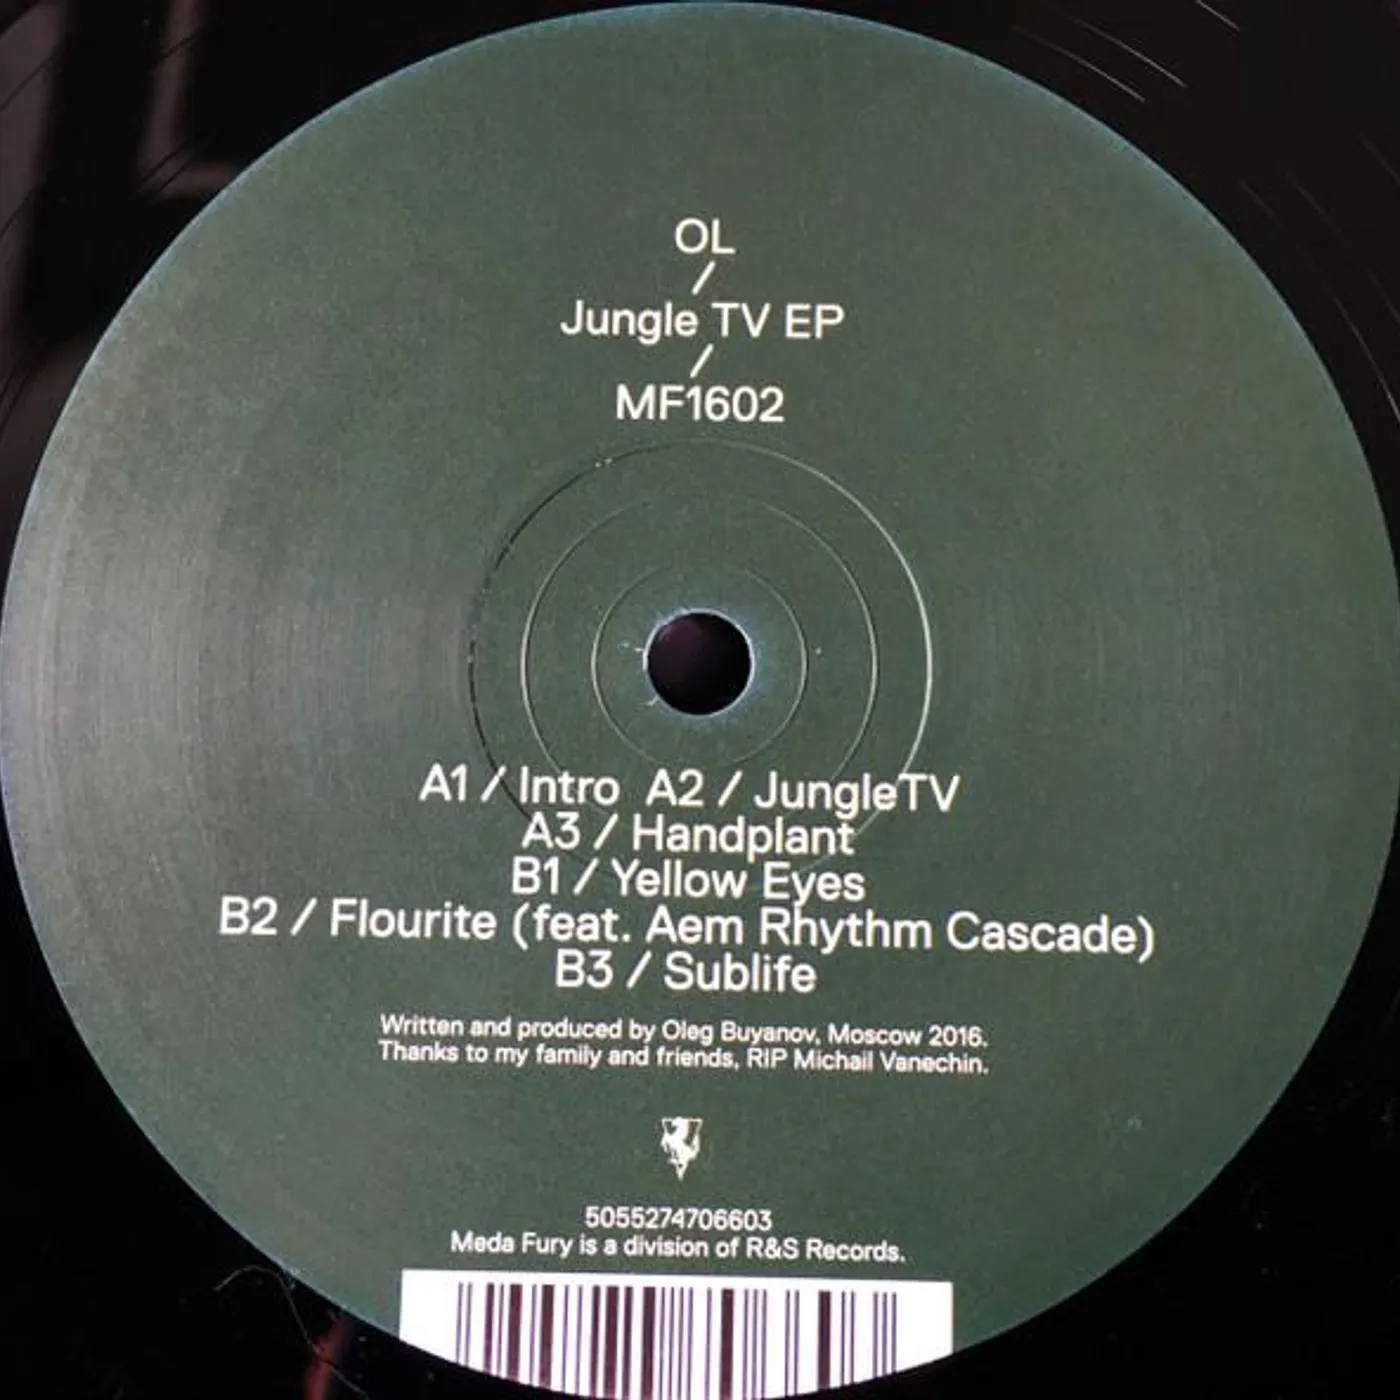 OL
/
Jungle TV EP
/
MF1602
A1 / Intro A2 / JungleTV
A3 / Handplant
B1 / Yellow Eyes
B2 / Flourite (feat. Aem Rhythm Cascade)
B3 / Sublife
Written and produced by Oleg Buyanov, Moscow 2016.
Thanks to my family and friends, RIP Michail Vanechin.
5055274706603
Meda Fury is a division of R&S Records.